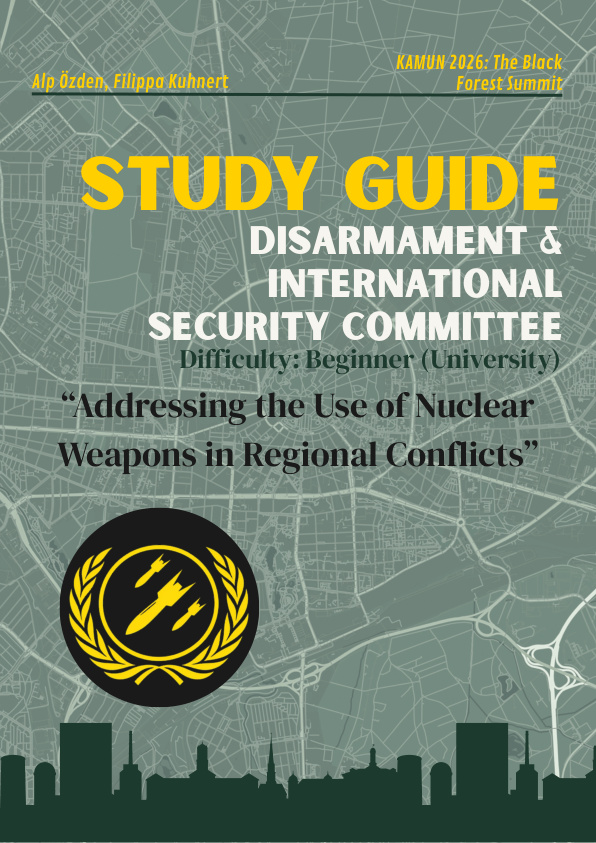 Alp Özden, Filippa Kuhnert
KAMUN 2026: The Black
Forest Summit
STUDY GUIDE
DISARMAMENT &
INTERNATIONAL
SECURITY COMMITTEE
Difficulty: Beginner (University)
“Addressing the Use of Nuclear
Weapons in Regional Conflicts”